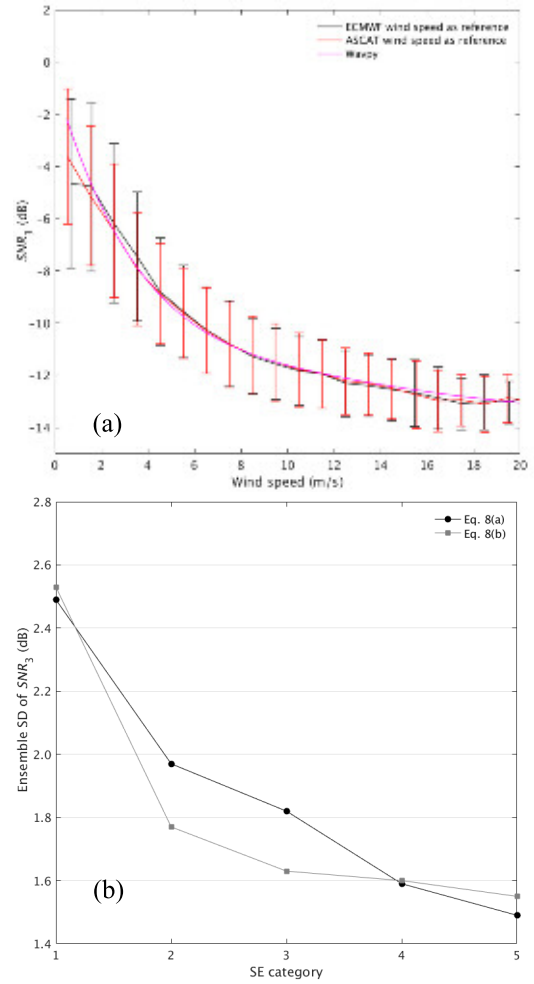 2
0
-2
-4
-6
-8
-10
-12
-14
SNR₁ (dB)
ECMWF wind speed as reference
ASCAT wind speed as reference
Wavpy
(a)
0 2 4 6 8 10 12 14 16 18 20
Wind speed (m/s)
2.8
2.6
2.4
2.2
2.0
1.8
1.6
1.4
Ensemble SD of SNR₃ (dB)
Eq. 8(a)
Eq. 8(b)
(b)
1 2 3 4 5
SE category